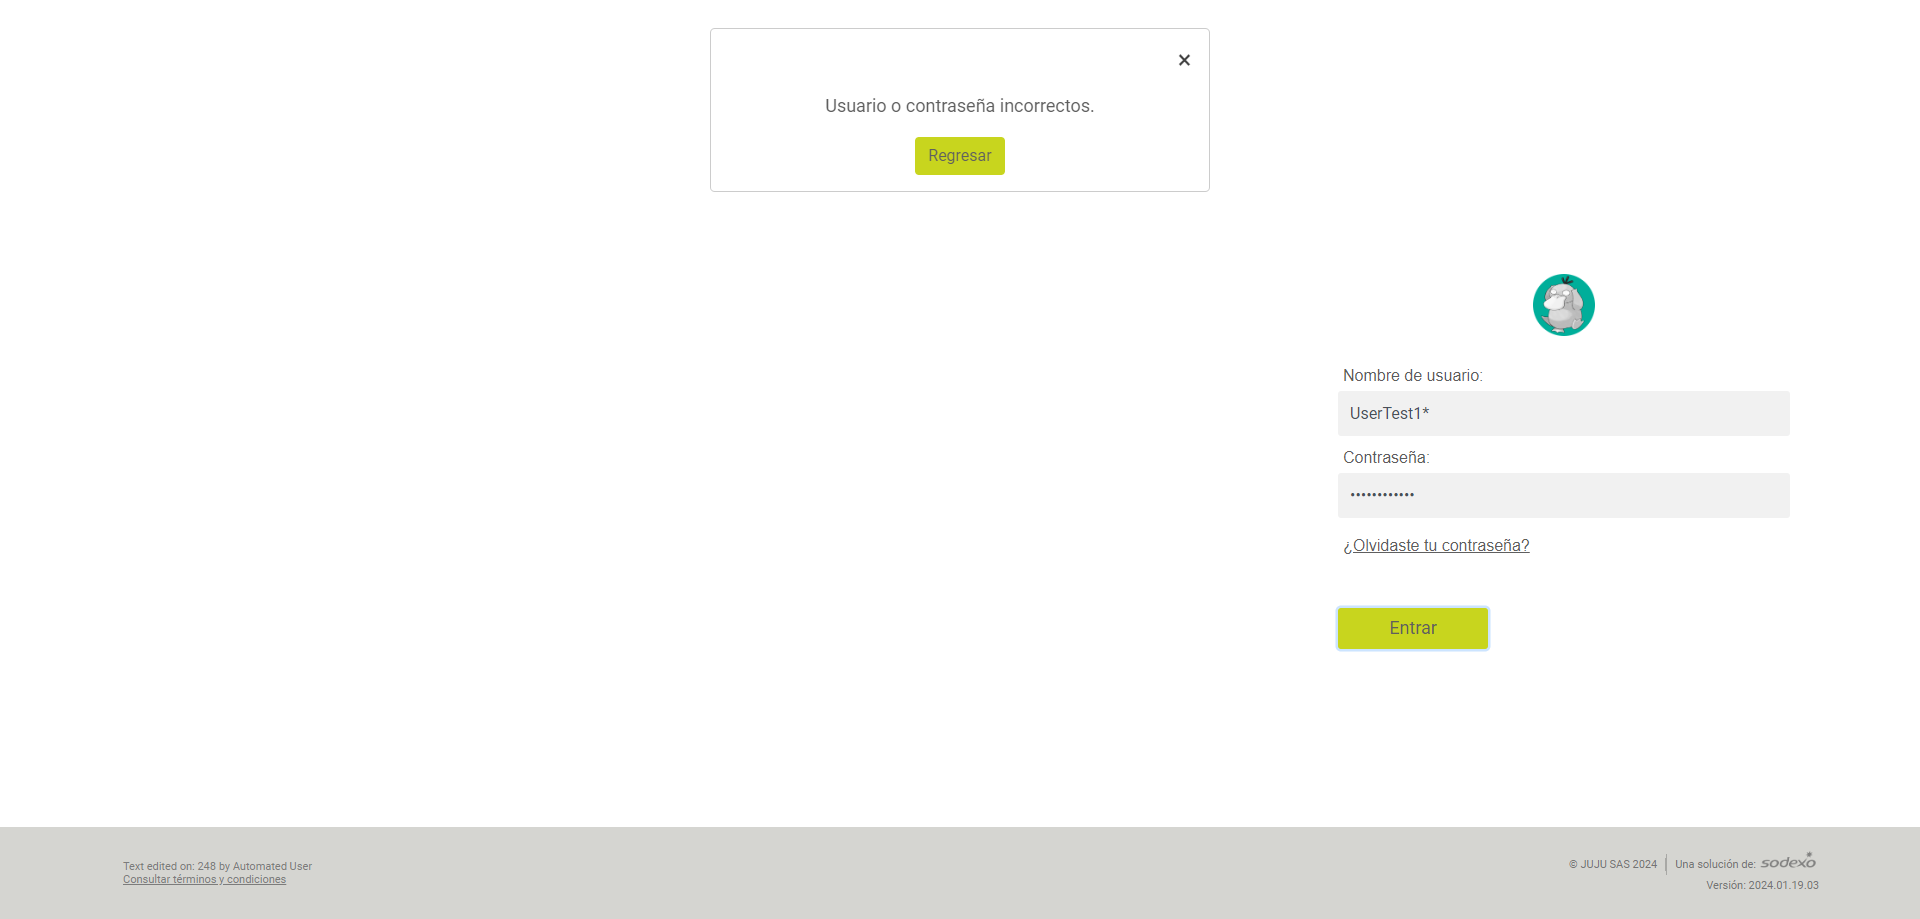 ×
Usuario o contraseña incorrectos.
Regresar
Nombre de usuario:
UserTest1*
Contraseña:
••••••••••••
¿Olvidaste tu contraseña?
Entrar
Text edited on: 248 by Automated User
Consultar términos y condiciones
© JUJU SAS 2024 | Una solución de: sodexo
Versión: 2024.01.19.03